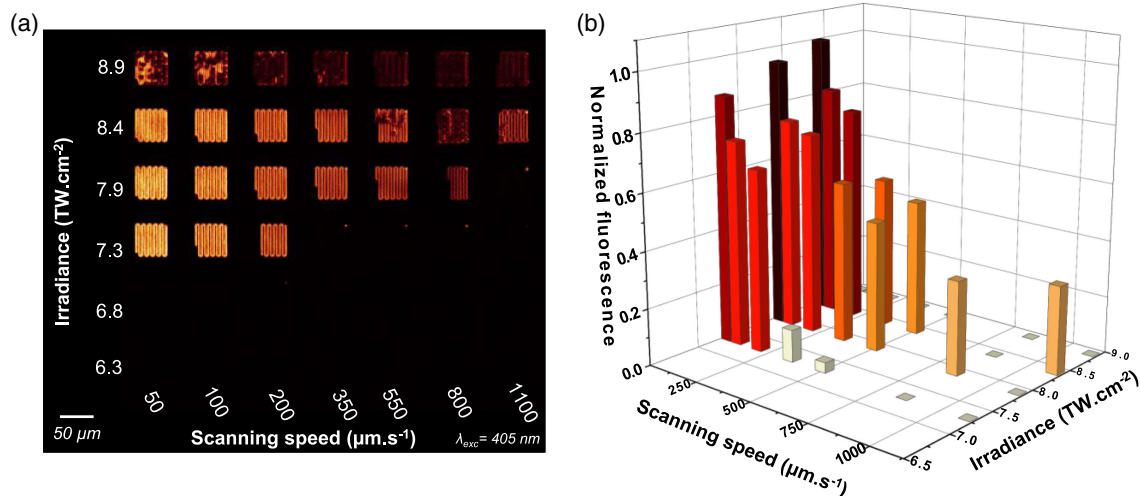 (a)
8.9
8.4
7.9
7.3
6.8
6.3
Irradiance (TW.cm-2)
50 100 200 350 550 800 1100
50 µm
Scanning speed (µm.s-1)
λexc= 405 nm
(b)
Normalized fluorescence
1.0
0.8
0.6
0.4
0.2
0.0
250
500
750
1000
Scanning speed (µm.s-1)
6.5
7.0
7.5
8.0
8.5
9.0
Irradiance (TW.cm-2)